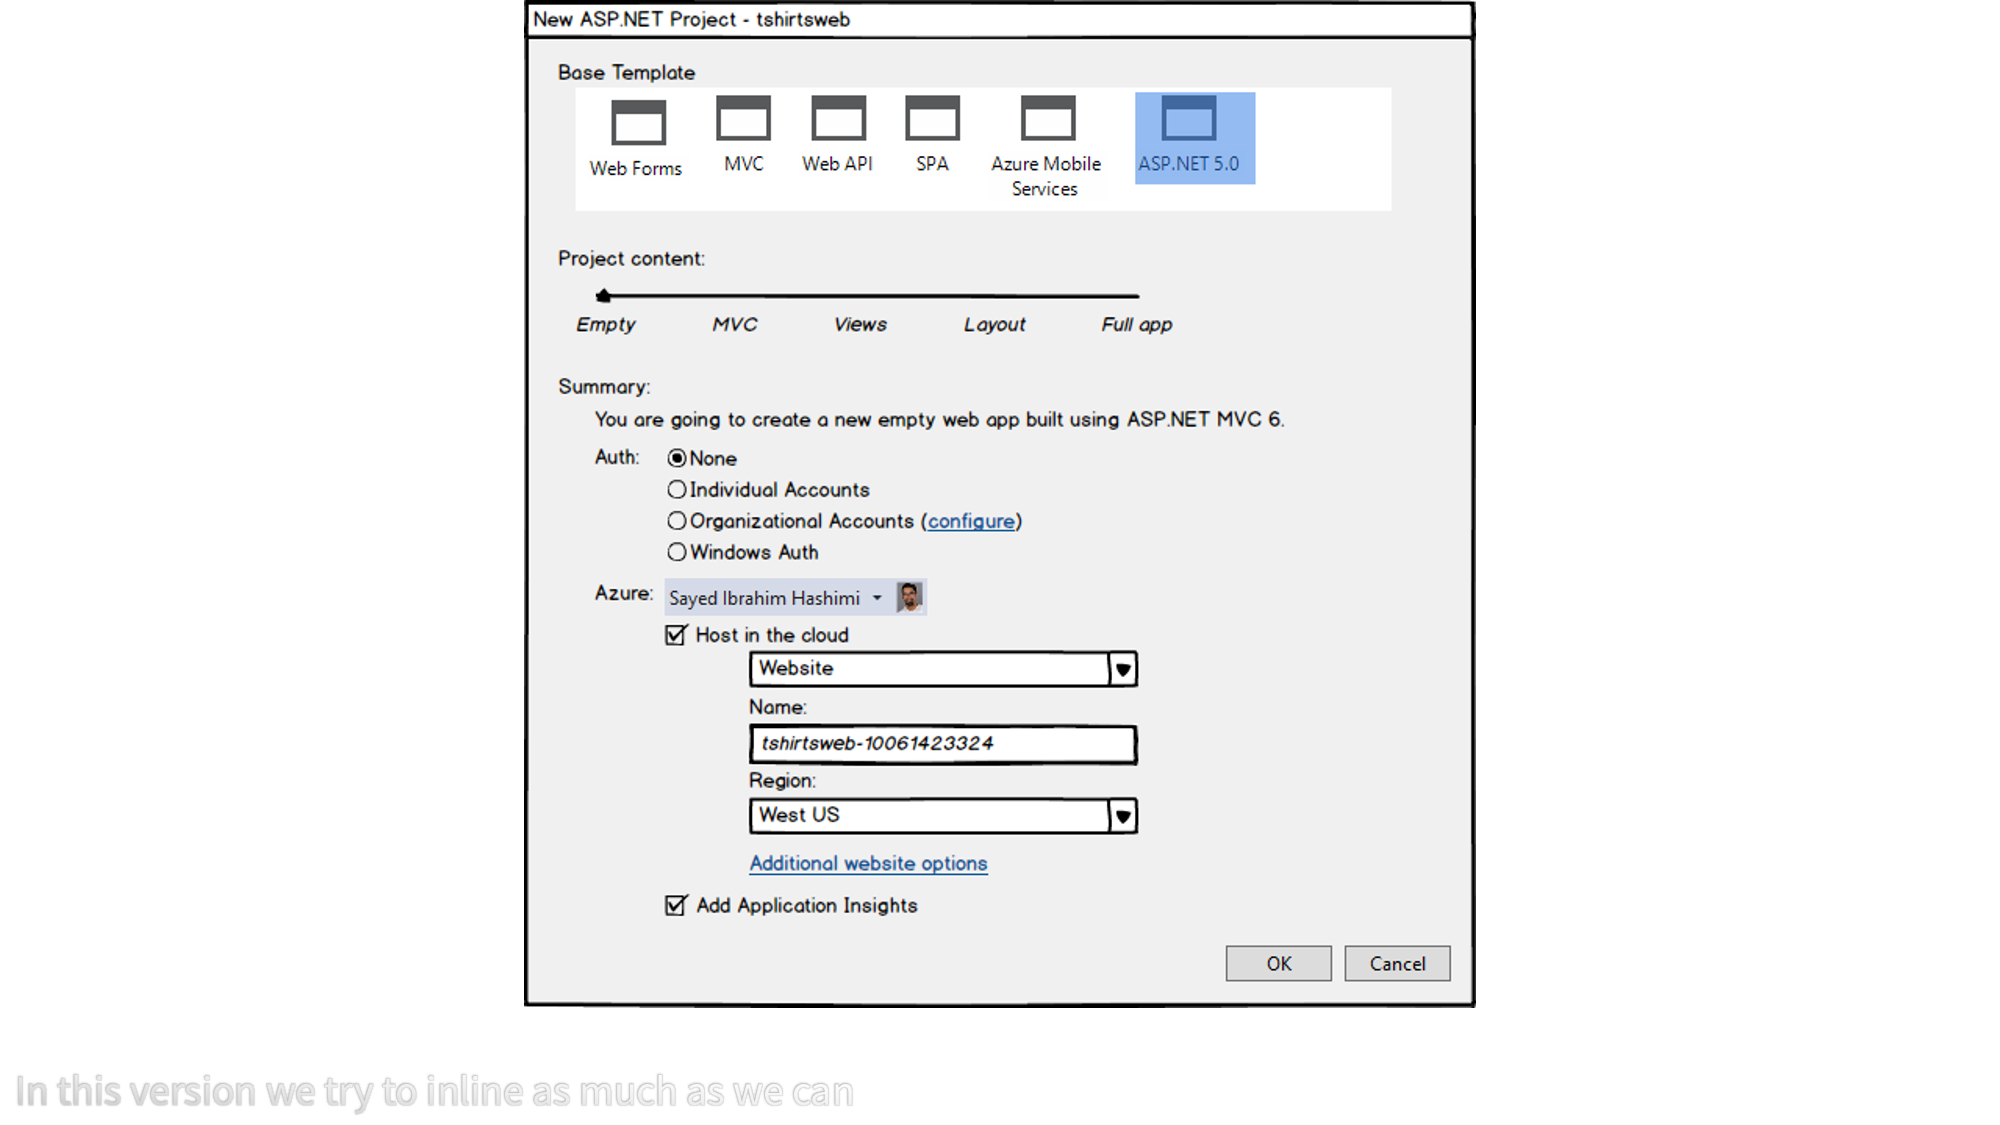 New ASP.NET Project - tshirtsweb
Base Template
Web Forms
MVC
Web API
SPA
Azure Mobile
Services
ASP.NET 5.0
Project content:
Empty MVC Views Layout Full app
Summary:
You are going to create a new empty web app built using ASP.NET MVC 6.
Auth: None
Individual Accounts
Organizational Accounts (configure)
Windows Auth
Azure: Sayed Ibrahim Hashimi
Host in the cloud
Website
Name:
tshirtsweb-10061423324
Region:
West US
Additional website options
Add Application Insights
OK Cancel
In this version we try to inline as much as we can